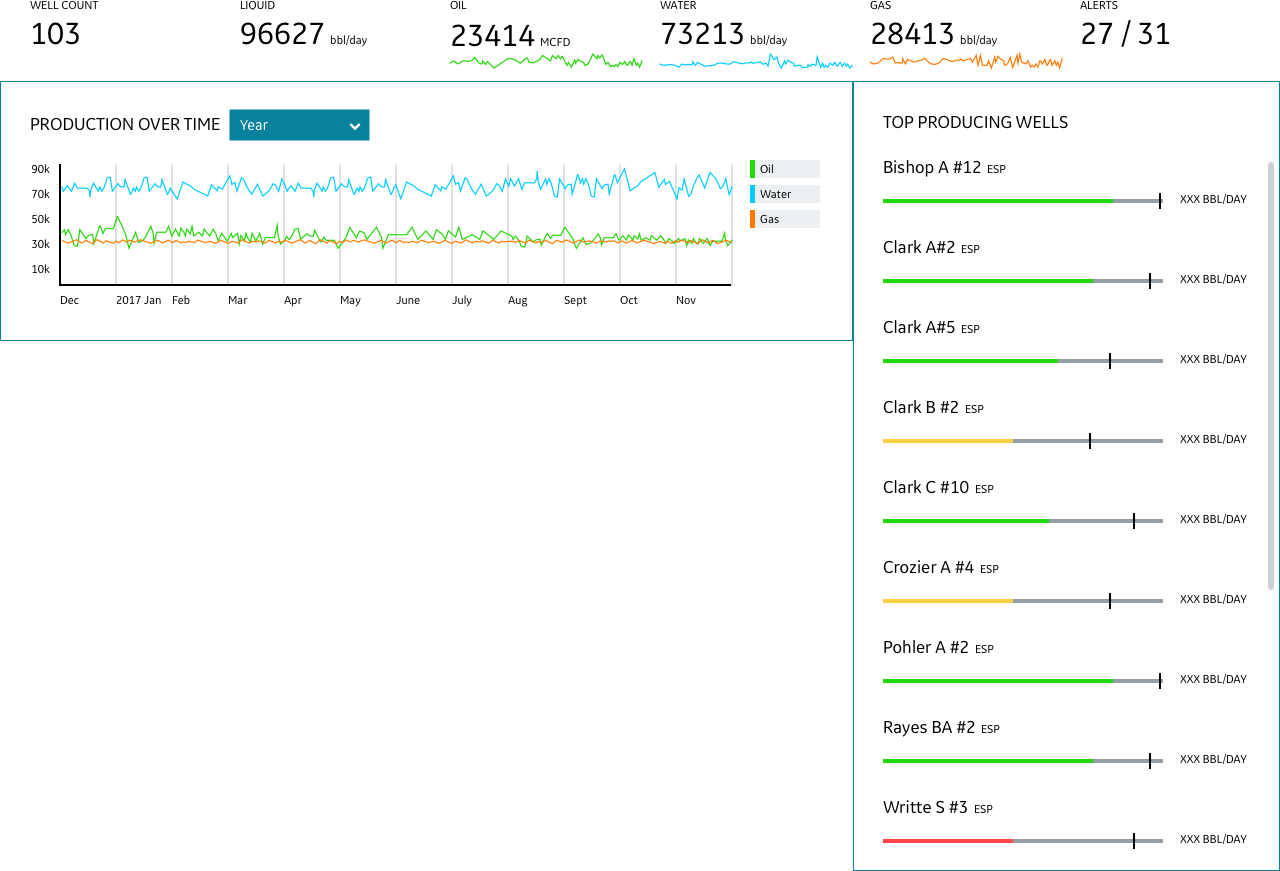 WELL COUNT
103
LIQUID
96627 bbl/day
OIL
23414 MCFD
WATER
73213 bbl/day
GAS
28413 bbl/day
ALERTS
27 / 31
PRODUCTION OVER TIME
Year
90k
70k
50k
30k
10k
Dec 2017 Jan Feb Mar Apr May June July Aug Sept Oct Nov
Oil
Water
Gas
TOP PRODUCING WELLS
Bishop A #12 ESP
XXX BBL/DAY
Clark A#2 ESP
XXX BBL/DAY
Clark A#5 ESP
XXX BBL/DAY
Clark B #2 ESP
XXX BBL/DAY
Clark C #10 ESP
XXX BBL/DAY
Crozier A #4 ESP
XXX BBL/DAY
Pohler A #2 ESP
XXX BBL/DAY
Rayes BA #2 ESP
XXX BBL/DAY
Writte S #3 ESP
XXX BBL/DAY